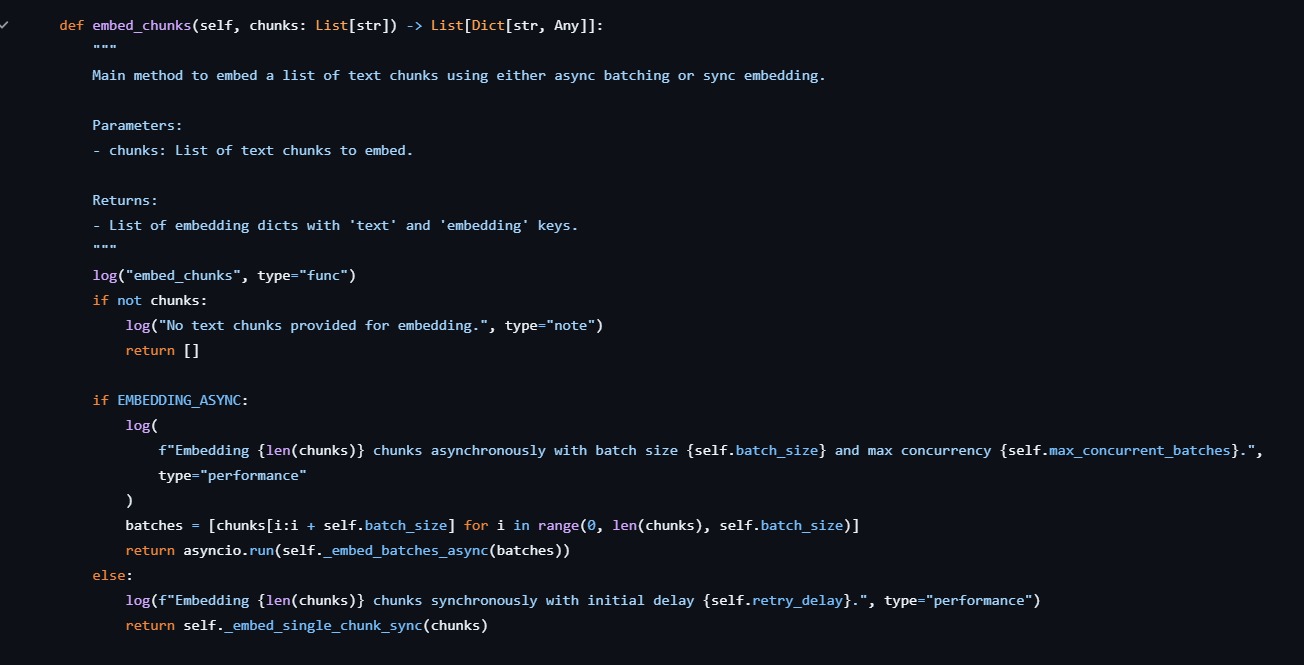 def embed_chunks(self, chunks: List[str]) -> List[Dict[str, Any]]:
    """
    Main method to embed a list of text chunks using either async batching or sync embedding.

    Parameters:
    - chunks: List of text chunks to embed.

    Returns:
    - List of embedding dicts with 'text' and 'embedding' keys.
    """
    log("embed_chunks", type="func")
    if not chunks:
        log("No text chunks provided for embedding.", type="note")
        return []

    if EMBEDDING_ASYNC:
        log(
            f"Embedding {len(chunks)} chunks asynchronously with batch size {self.batch_size} and max concurrency {self.max_concurrent_batches}.",
            type="performance"
        )
        batches = [chunks[i:i + self.batch_size] for i in range(0, len(chunks), self.batch_size)]
        return asyncio.run(self._embed_batches_async(batches))
    else:
        log(f"Embedding {len(chunks)} chunks synchronously with initial delay {self.retry_delay}.", type="performance")
        return self._embed_single_chunk_sync(chunks)